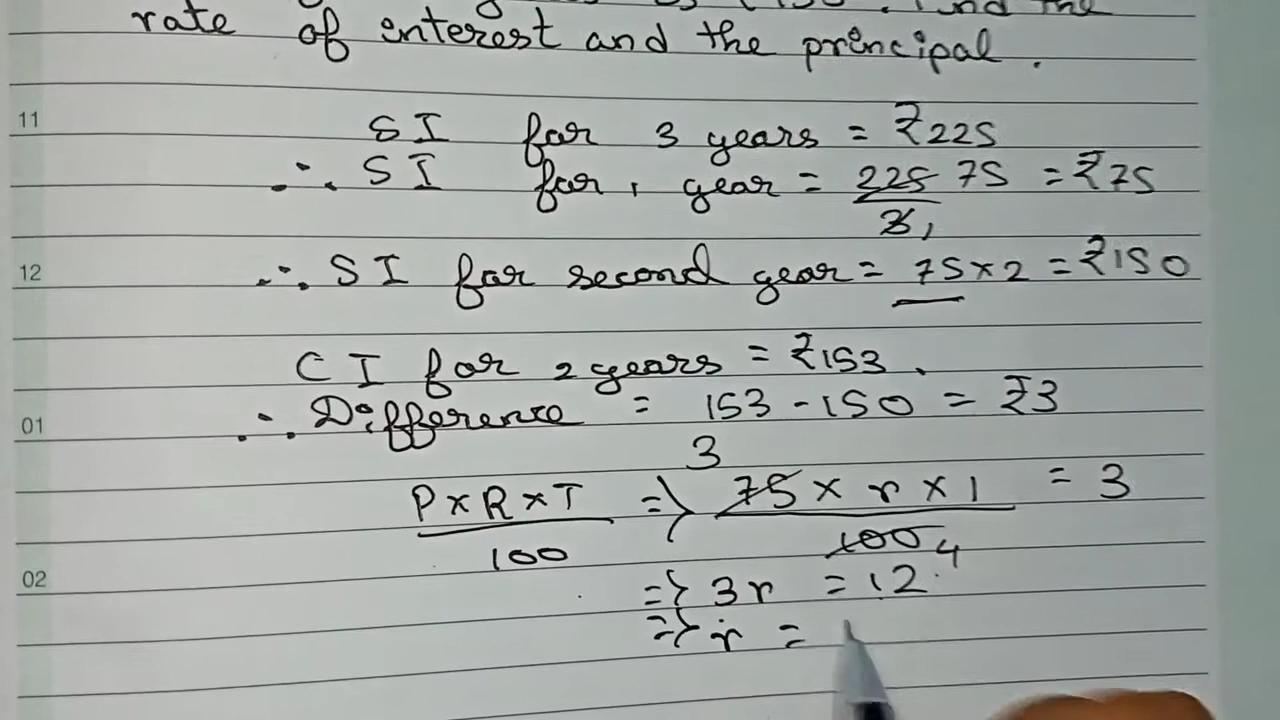 the
rate of interest and the principal.
11
SI for 3 years = ₹225
∴ SI for 1 year = 225/3 75 1 = ₹75
12
∴ SI for second year = 75×2 = ₹150
CI for 2 years = ₹153.
01
∴ Difference = 153 - 150 = ₹3
P×R×T/100 => 75×r×1/100 3 4 = 3
02
=> 3r = 12
=> r =